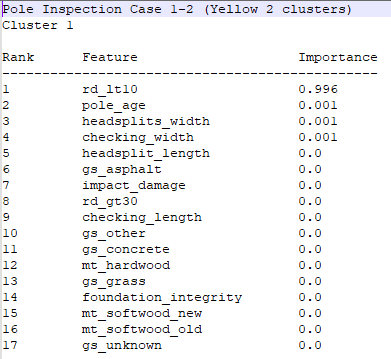 Pole Inspection Case 1-2 (Yellow 2 clusters)
Cluster 1
Rank Feature Importance
------------------------------------------------
1 rd_lt10 0.996
2 pole_age 0.001
3 headsplits_width 0.001
4 checking_width 0.001
5 headsplit_length 0.0
6 gs_asphalt 0.0
7 impact_damage 0.0
8 rd_gt30 0.0
9 checking_length 0.0
10 gs_other 0.0
11 gs_concrete 0.0
12 mt_hardwood 0.0
13 gs_grass 0.0
14 foundation_integrity 0.0
15 mt_softwood_new 0.0
16 mt_softwood_old 0.0
17 gs_unknown 0.0